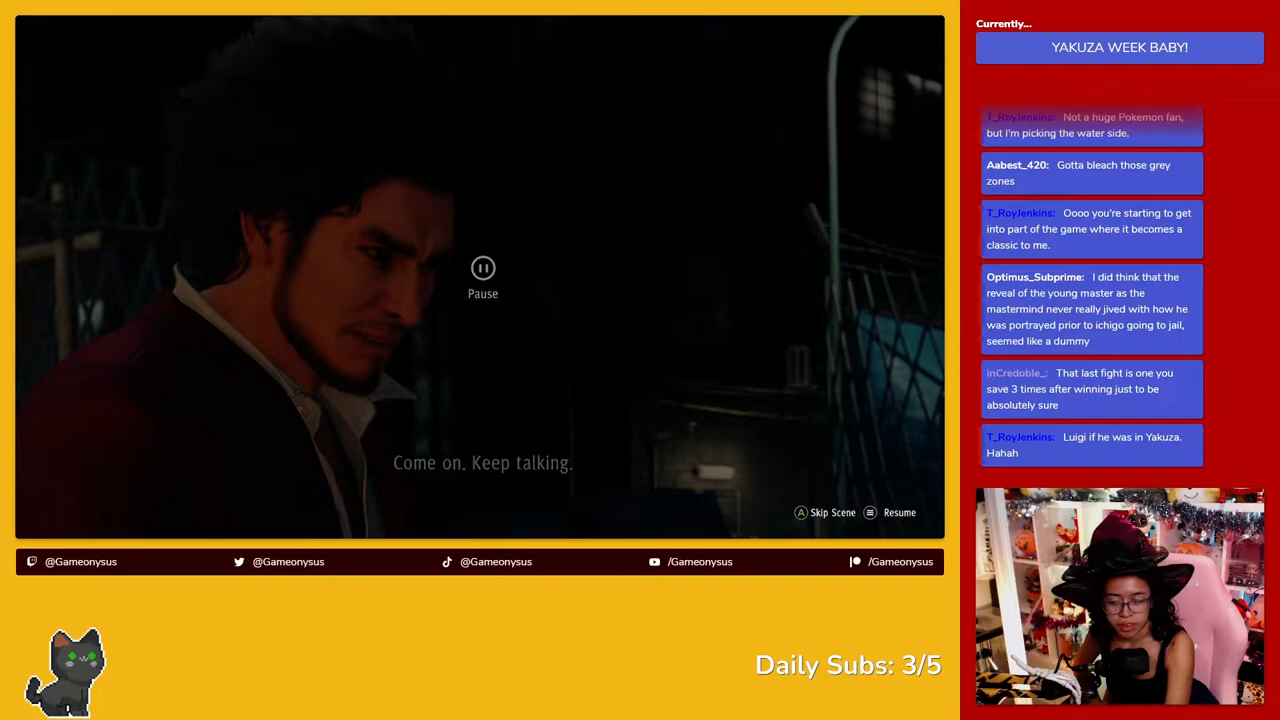 Currently...
YAKUZA WEEK BABY!
T_RoyJenkins: Not a huge Pokemon fan,
but I'm picking the water side.
Aabest_420: Gotta bleach those grey
zones
T_RoyJenkins: Oooo you're starting to get
into part of the game where it becomes a
classic to me.
Optimus_Subprime: I did think that the
reveal of the young master as the
mastermind never really jived with how he
was portrayed prior to ichigo going to jail,
seemed like a dummy
inCredoble_: That last fight is one you
save 3 times after winning just to be
absolutely sure
T_RoyJenkins: Luigi if he was in Yakuza.
Hahah
Pause
Come on. Keep talking.
A Skip Scene Resume
@Gameonysus @Gameonysus @Gameonysus /Gameonysus /Gameonysus
Daily Subs: 3/5